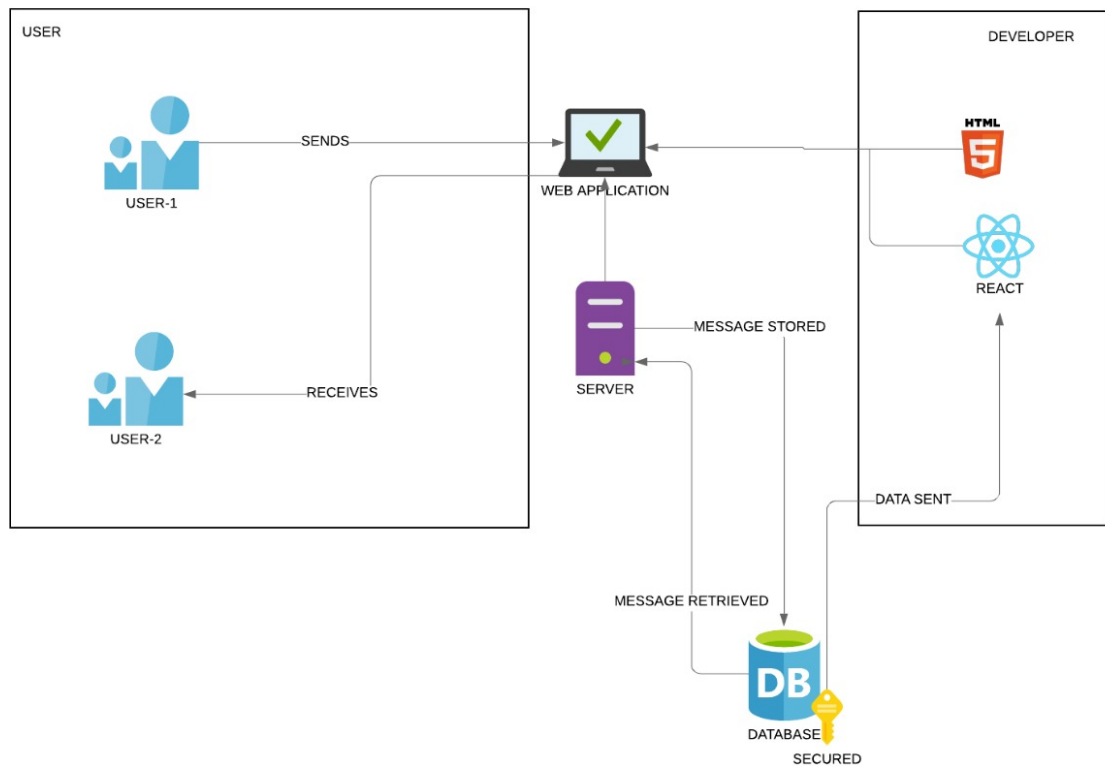 USER
DEVELOPER
HTML
5
SENDS
WEB APPLICATION
USER-1
REACT
MESSAGE STORED
SERVER
RECEIVES
USER-2
DATA SENT
MESSAGE RETRIEVED
DB
DATABASE
SECURED